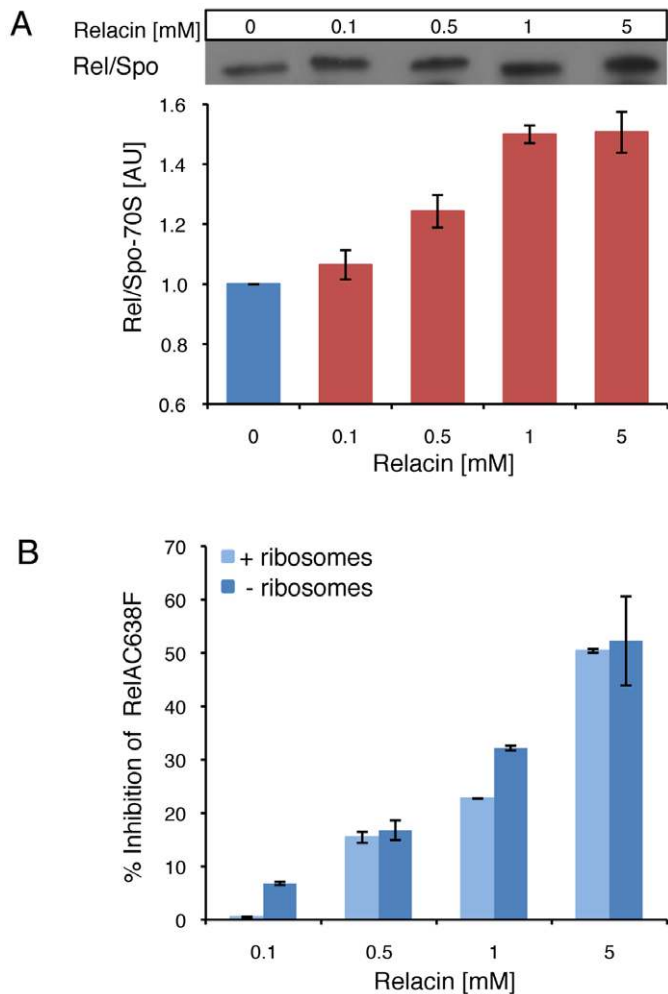 A
Relacin [mM] 0 0.1 0.5 1 5
Rel/Spo
Rel/Spo-70S [AU]
1.6
1.4
1.2
1.0
0.8
0.6
0 0.1 0.5 1 5
Relacin [mM]
B
% Inhibition of RelAC638F
70
60
50
40
30
20
10
0
+ ribosomes
- ribosomes
0.1 0.5 1 5
Relacin [mM]